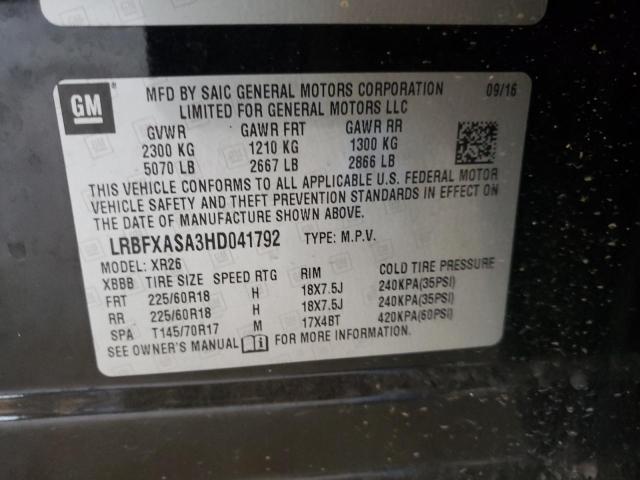 GM
MFD BY SAIC GENERAL MOTORS CORPORATION 09/16
LIMITED FOR GENERAL MOTORS LLC
GVWR GAWR FRT GAWR RR
2300 KG 1210 KG 1300 KG
5070 LB 2667 LB 2866 LB
THIS VEHICLE CONFORMS TO ALL APPLICABLE U.S. FEDERAL MOTOR
VEHICLE SAFETY AND THEFT PREVENTION STANDARDS IN EFFECT ON
THE DATE OF MANUFACTURE SHOWN ABOVE.
LRBFXASA3HD041792 TYPE: M.P.V.
MODEL: XR26
XBBB TIRE SIZE SPEED RTG RIM COLD TIRE PRESSURE
FRT 225/60R18 H 18X7.5J 240KPA(35PSI)
RR 225/60R18 H 18X7.5J 240KPA(35PSI)
SPA T145/70R17 M 17X4BT 420KPA(60PSI)
SEE OWNER'S MANUAL FOR MORE INFORMATION